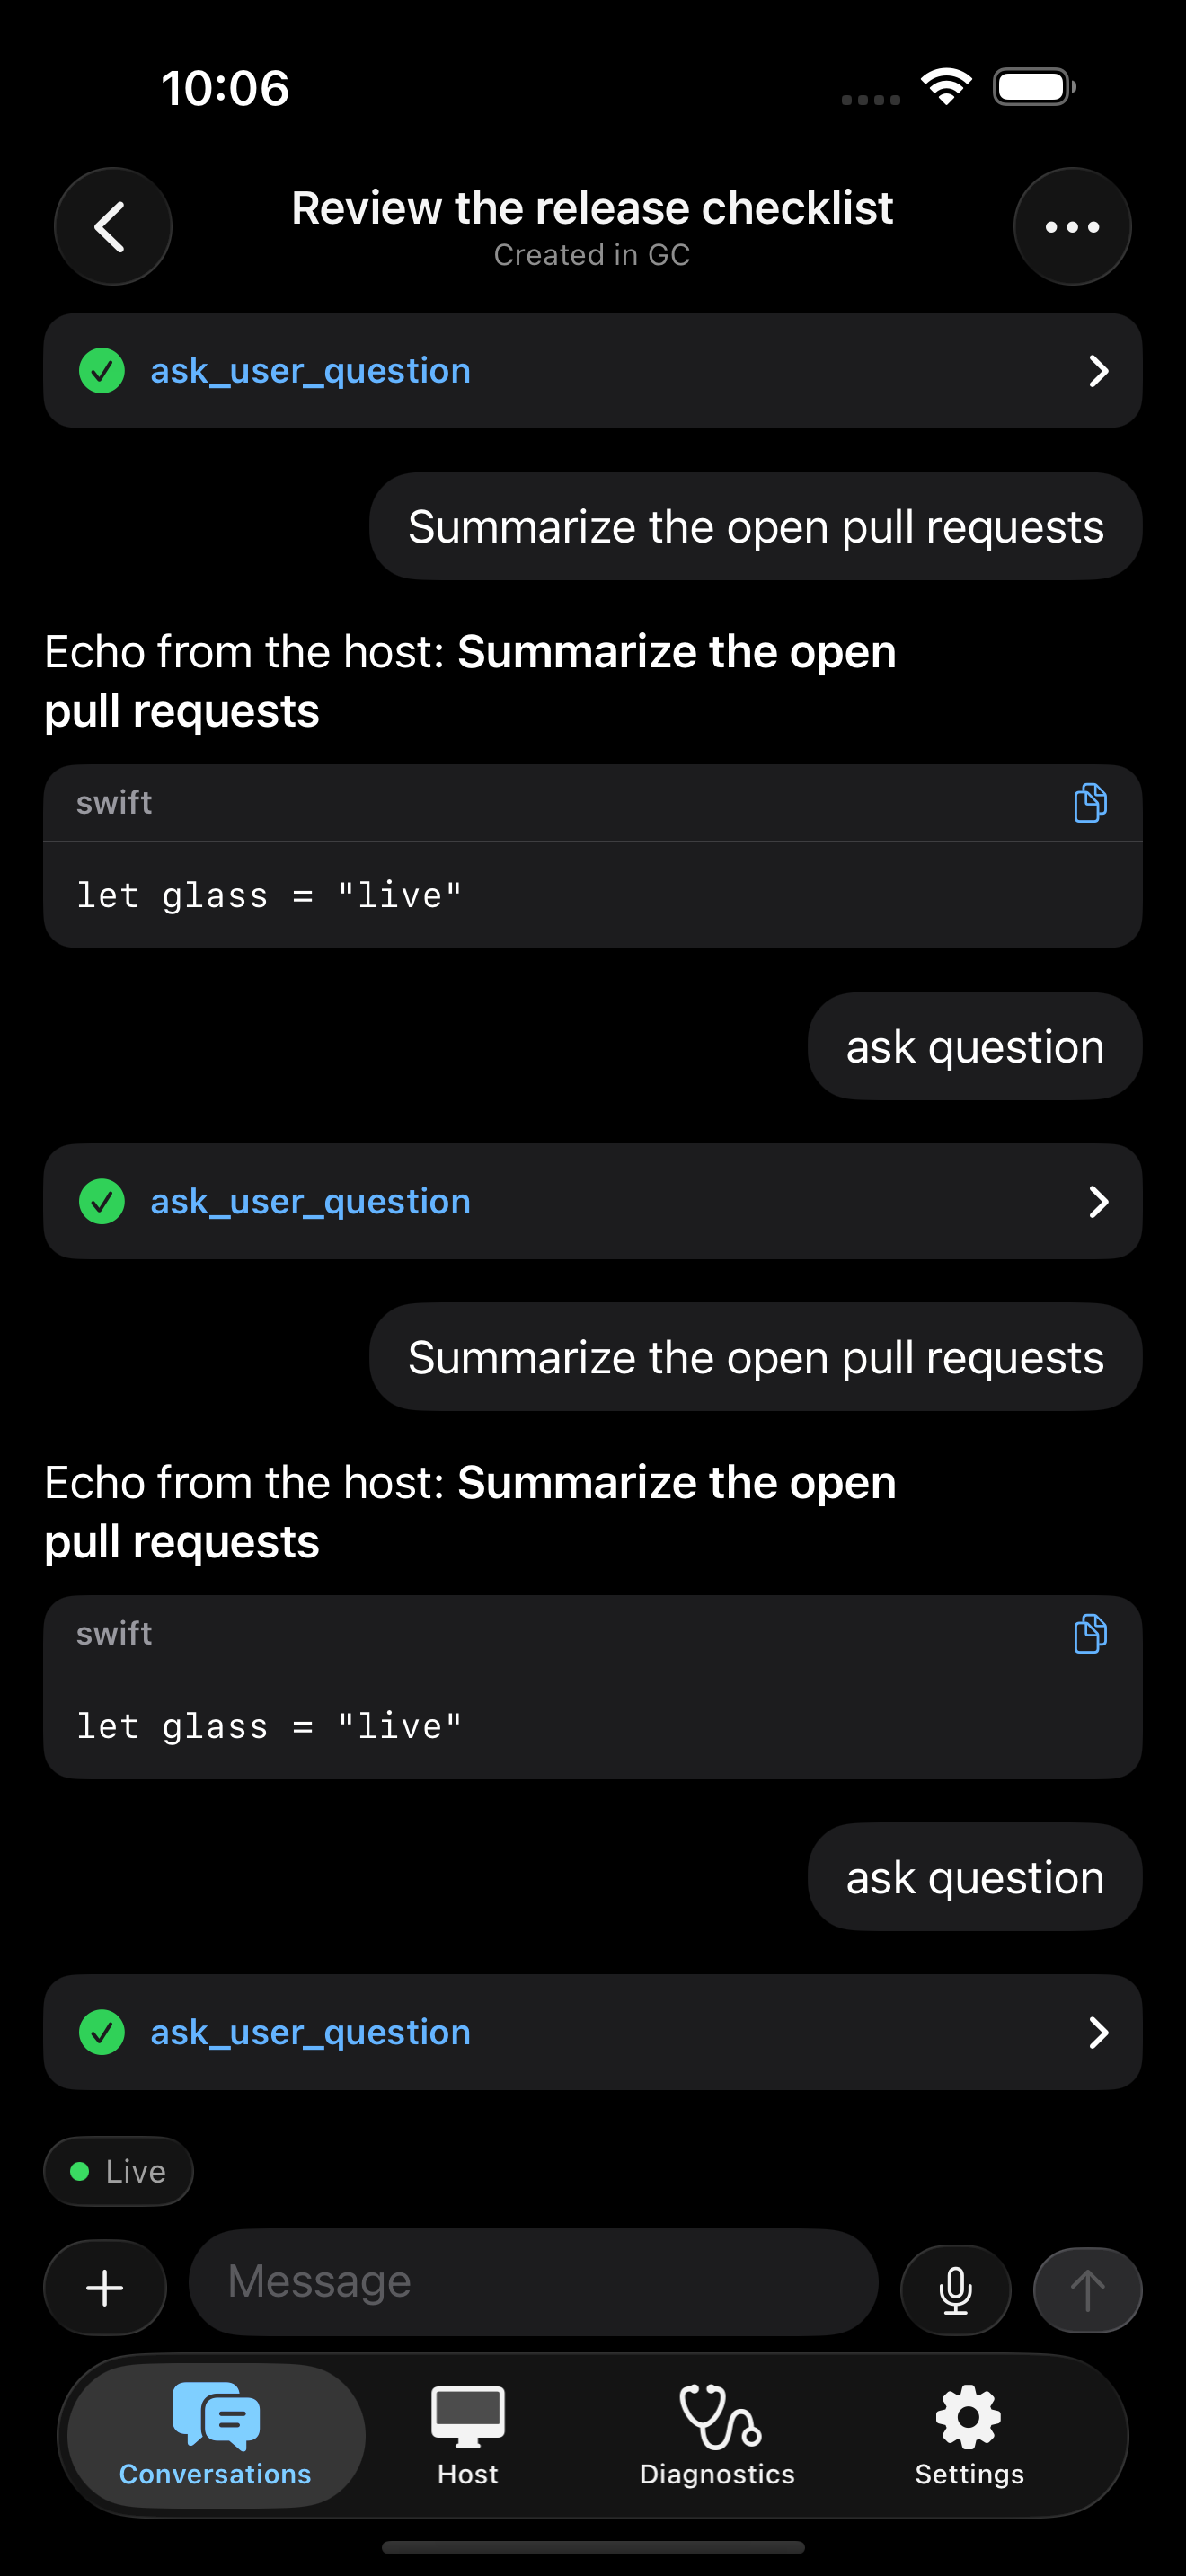 10:06
Review the release checklist
Created in GC
ask_user_question
Summarize the open pull requests
Echo from the host: Summarize the open
pull requests
swift
let glass = "live"
ask question
ask_user_question
Summarize the open pull requests
Echo from the host: Summarize the open
pull requests
swift
let glass = "live"
ask question
ask_user_question
Live
Message
Conversations
Host
Diagnostics
Settings